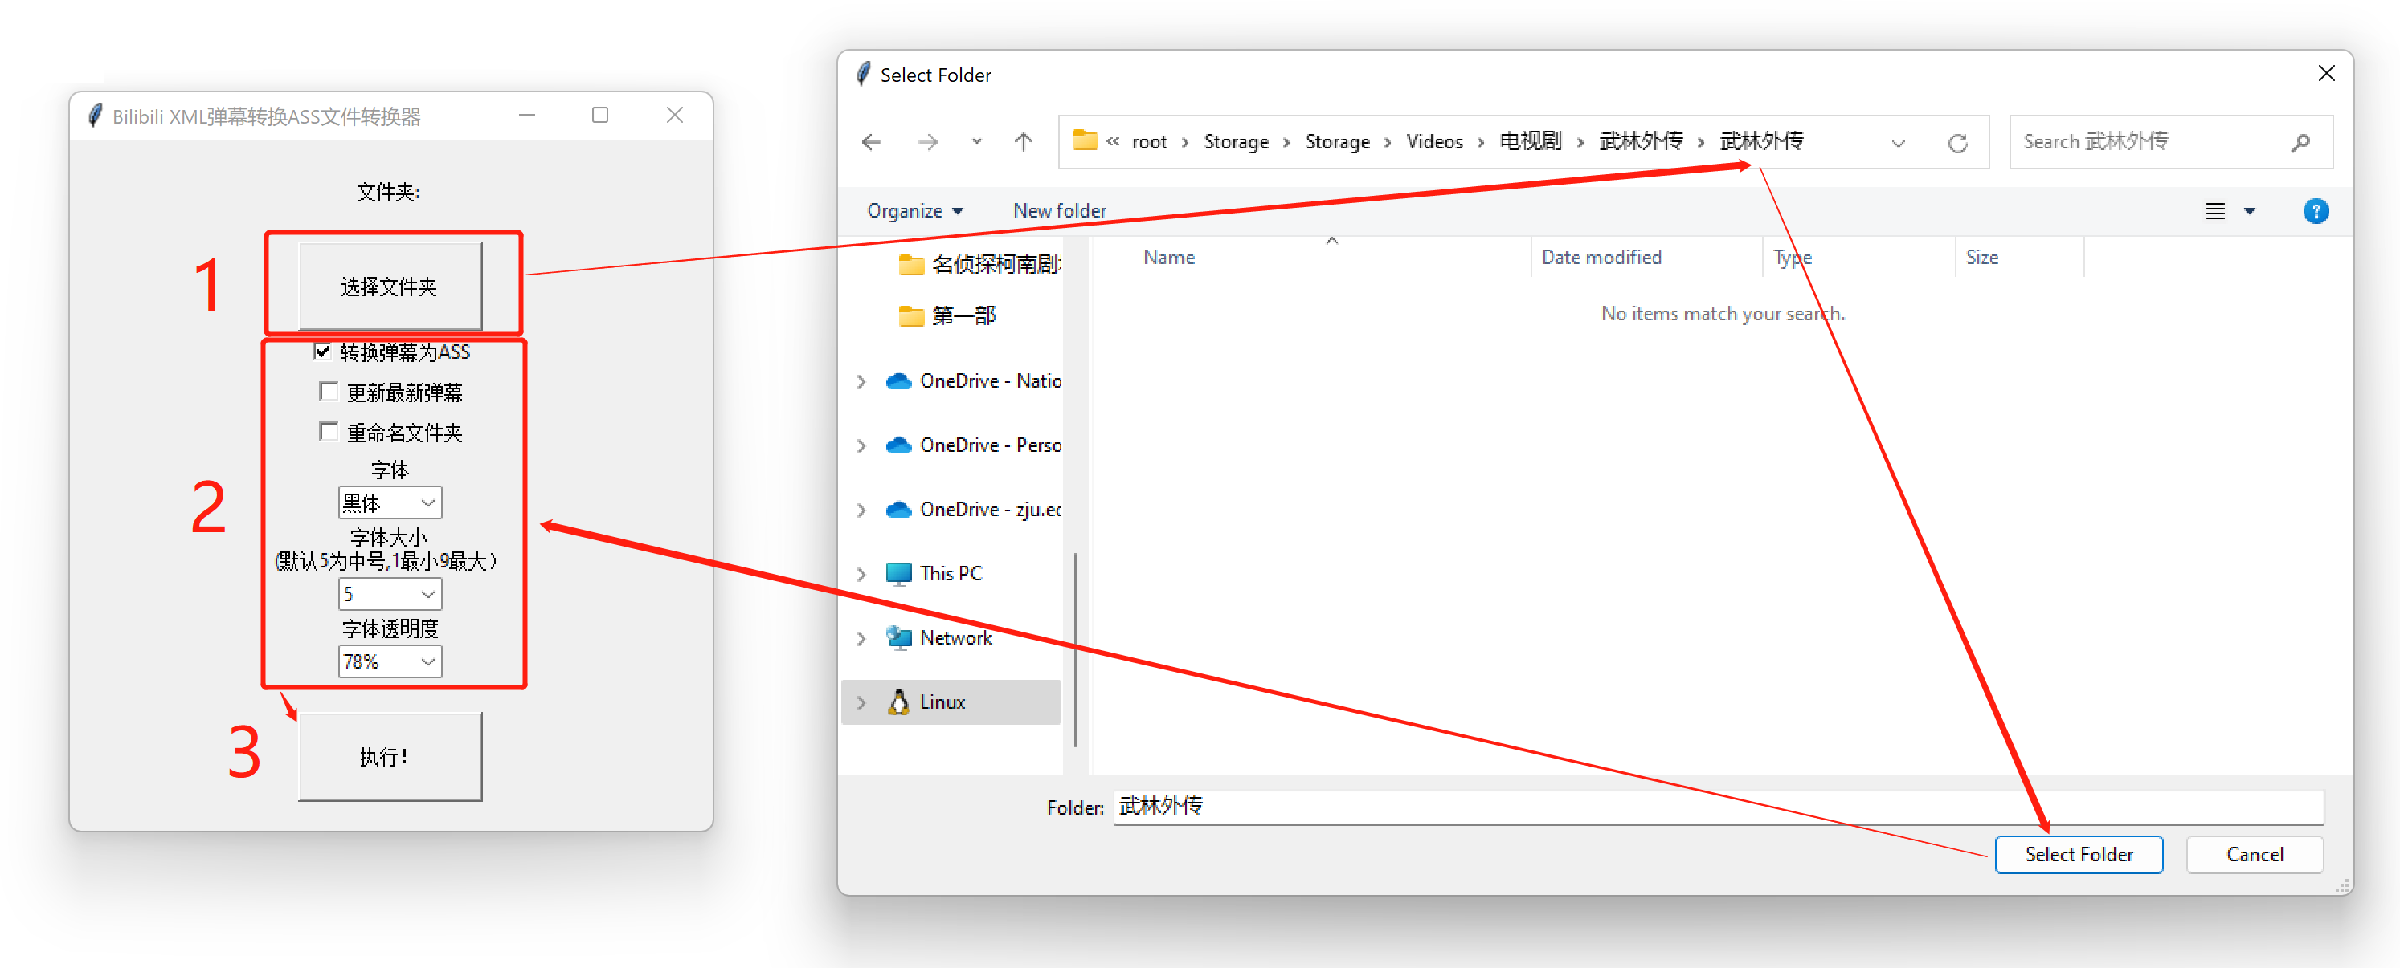 Bilibili XML弹幕转换ASS文件转换器
文件夹:
1
选择文件夹
2
转换弹幕为ASS
更新最新弹幕
重命名文件夹
字体
黑体
字体大小
(默认5为中号,1最小9最大)
5
字体透明度
78%
3
执行!
Select Folder
« root › Storage › Storage › Videos › 电视剧 › 武林外传 › 武林外传
Search 武林外传
Organize
New folder
?
Name
Date modified
Type
Size
名侦探柯南剧
第一部
OneDrive - Natio
OneDrive - Perso
OneDrive - zju.ec
This PC
Network
Linux
No items match your search.
Folder: 武林外传
Select Folder
Cancel